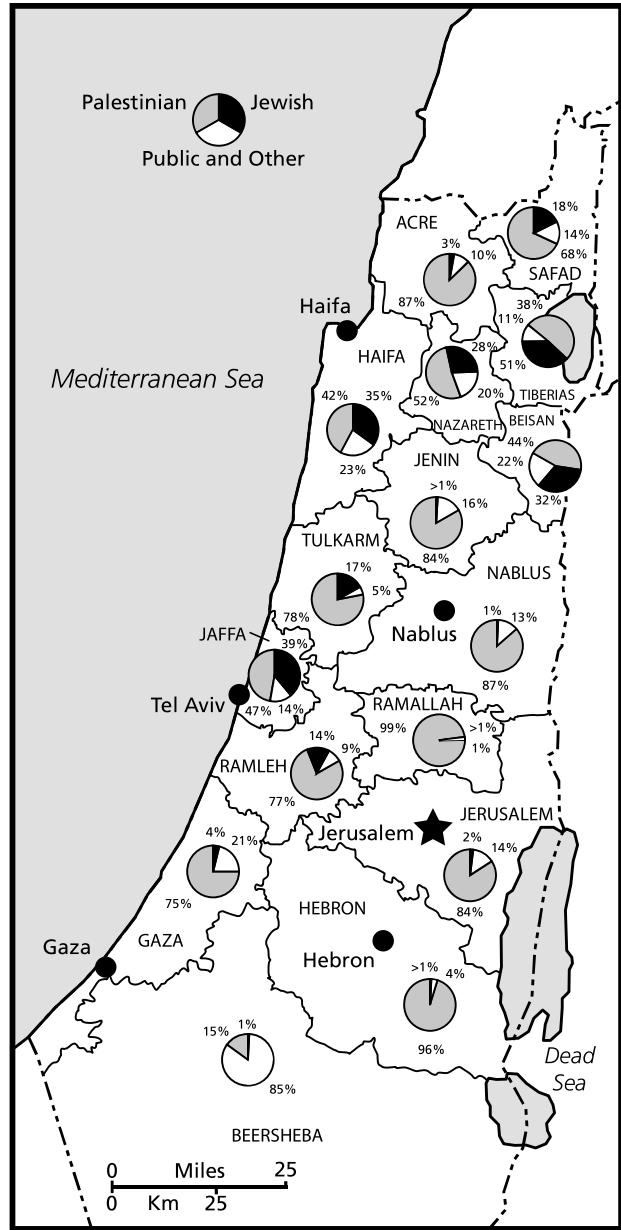 Palestinian Jewish
Public and Other
ACRE
3%
10%
87%
18%
14%
68%
SAFAD
Haifa
HAIFA
38%
11%
51%
TIBERIAS
28%
52%
20%
NAZARETH
Mediterranean Sea
42% 35%
23%
BEISAN
44%
22%
32%
JENIN
>1%
16%
84%
TULKARM
17%
5%
78%
NABLUS
Nablus
1% 13%
87%
JAFFA
39%
47% 14%
Tel Aviv
RAMALLAH
99% >1%
1%
RAMLEH
14%
9%
77%
JERUSALEM
Jerusalem
2% 14%
84%
4% 21%
75%
GAZA
Gaza
HEBRON
Hebron
>1% 4%
96%
15% 1%
85%
BEERSHEBA
Dead
Sea
0 Miles 25
0 Km 25